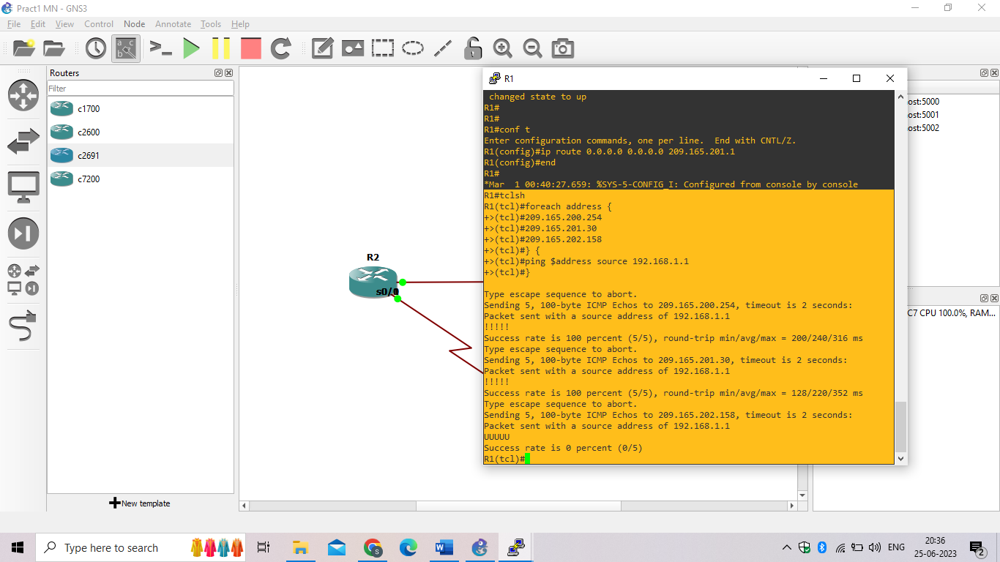 Pract1 MN - GNS3
File Edit View Control Node Annotate Tools Help
Routers
Filter
c1700
c2600
c2691
c7200
New template
R2
s0/
R1
changed state to up
R1#
R1#
R1#conf t
Enter configuration commands, one per line.  End with CNTL/Z.
R1(config)#ip route 0.0.0.0 0.0.0.0 209.165.201.1
R1(config)#end
R1#
*Mar  1 00:40:27.659: %SYS-5-CONFIG_I: Configured from console by console
R1#tclsh
R1(tcl)#foreach address {
+>(tcl)#209.165.200.254
+>(tcl)#209.165.201.30
+>(tcl)#209.165.202.158
+>(tcl)#} {
+>(tcl)#ping $address source 192.168.1.1
+>(tcl)#}
Type escape sequence to abort.
Sending 5, 100-byte ICMP Echos to 209.165.200.254, timeout is 2 seconds:
Packet sent with a source address of 192.168.1.1
!!!!!
Success rate is 100 percent (5/5), round-trip min/avg/max = 200/240/316 ms
Type escape sequence to abort.
Sending 5, 100-byte ICMP Echos to 209.165.201.30, timeout is 2 seconds:
Packet sent with a source address of 192.168.1.1
!!!!!
Success rate is 100 percent (5/5), round-trip min/avg/max = 128/220/352 ms
Type escape sequence to abort.
Sending 5, 100-byte ICMP Echos to 209.165.202.158, timeout is 2 seconds:
Packet sent with a source address of 192.168.1.1
UUUUU
Success rate is 0 percent (0/5)
R1(tcl)#
ost:5000
ost:5001
ost:5002
C7 CPU 100.0%, RAM...
Type here to search
ENG
20:36
25-06-2023
2